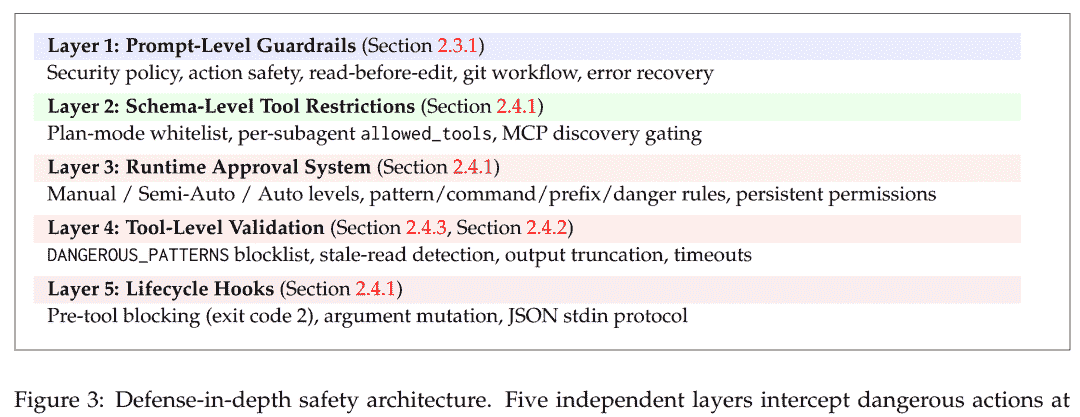 Layer 1: Prompt-Level Guardrails (Section 2.3.1)
Security policy, action safety, read-before-edit, git workflow, error recovery
Layer 2: Schema-Level Tool Restrictions (Section 2.4.1)
Plan-mode whitelist, per-subagent allowed_tools, MCP discovery gating
Layer 3: Runtime Approval System (Section 2.4.1)
Manual / Semi-Auto / Auto levels, pattern/command/prefix/danger rules, persistent permissions
Layer 4: Tool-Level Validation (Section 2.4.3, Section 2.4.2)
DANGEROUS_PATTERNS blocklist, stale-read detection, output truncation, timeouts
Layer 5: Lifecycle Hooks (Section 2.4.1)
Pre-tool blocking (exit code 2), argument mutation, JSON stdin protocol
Figure 3: Defense-in-depth safety architecture. Five independent layers intercept dangerous actions at